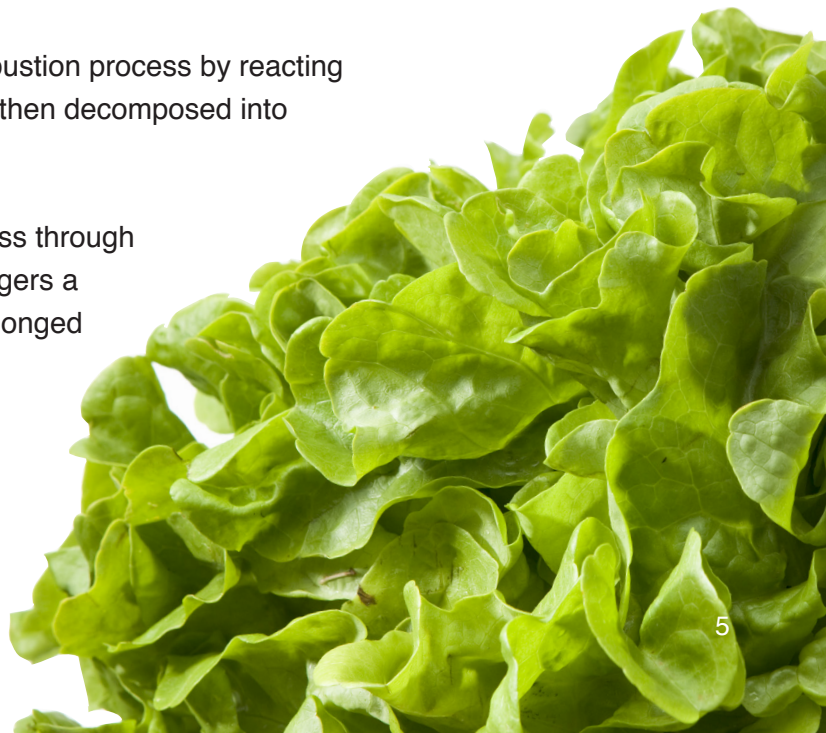 bustion process by reacting
then decomposed into
ss through
gers a
onged
5